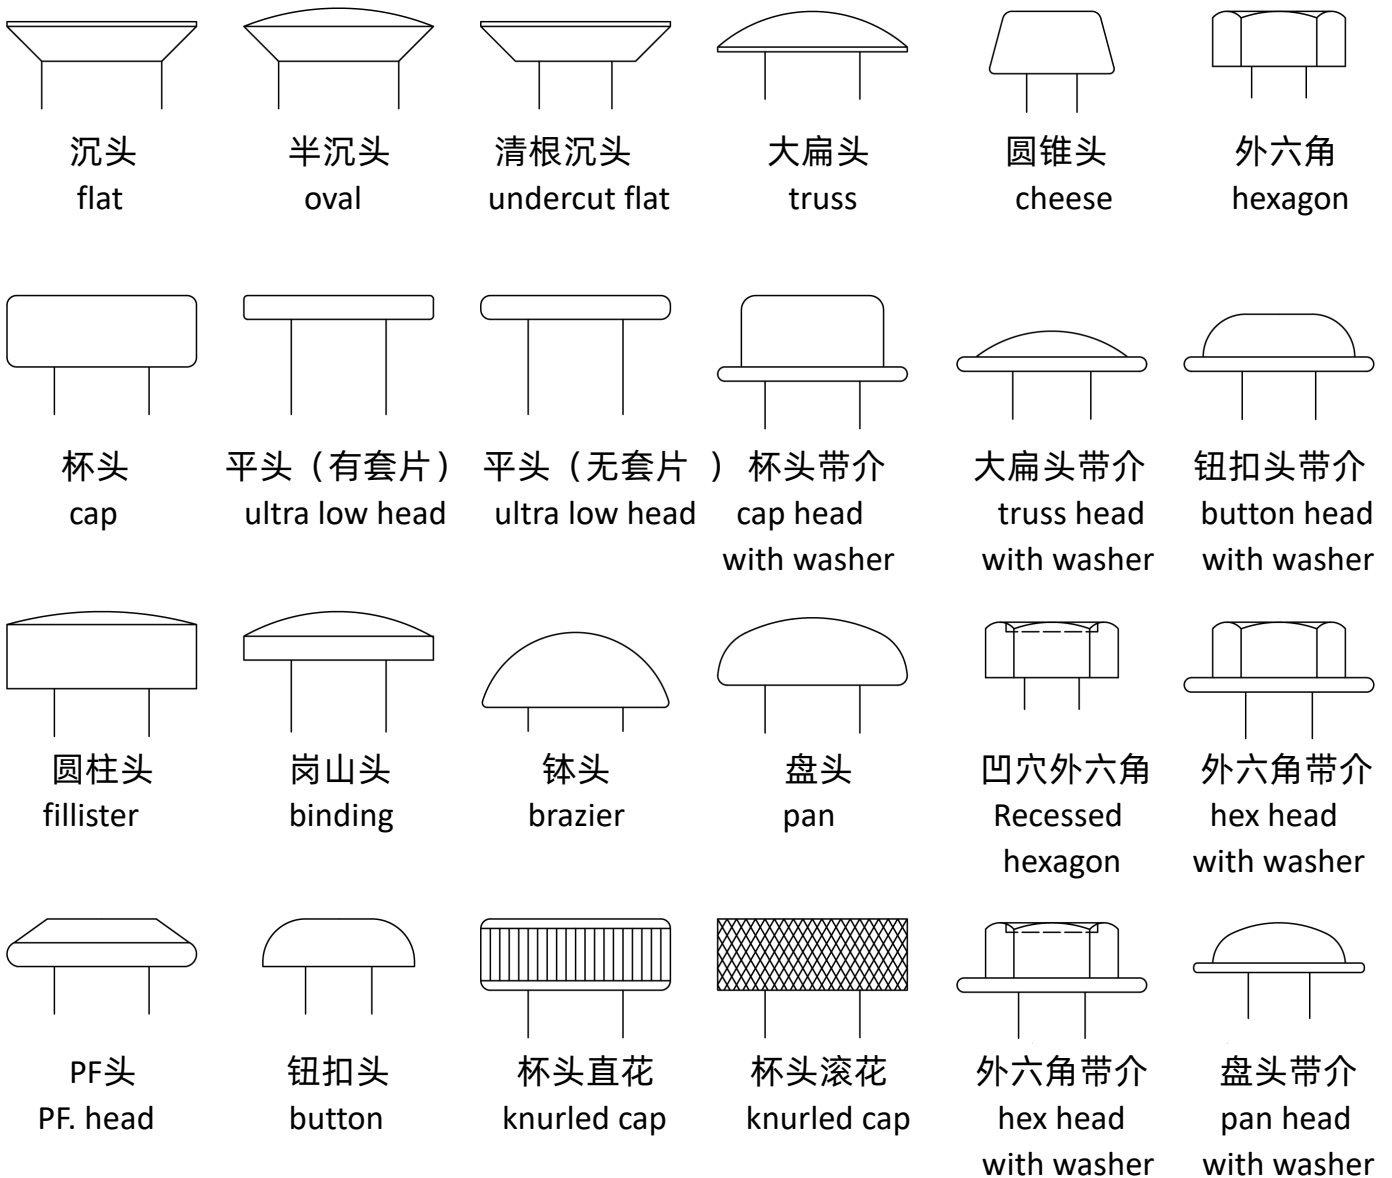 沉头 半沉头 清根沉头 大扁头 圆锥头 外六角
flat oval undercut flat truss cheese hexagon
杯头 平头（有套片） 平头（无套片 ） 杯头带介 大扁头带介 钮扣头带介
cap ultra low head ultra low head cap head truss head button head
with washer with washer with washer
圆柱头 岗山头 钵头 盘头 凹穴外六角 外六角带介
fillister binding brazier pan Recessed hex head
hexagon with washer
PF头 钮扣头 杯头直花 杯头滚花 外六角带介 盘头带介
PF. head button knurled cap knurled cap hex head pan head
with washer with washer